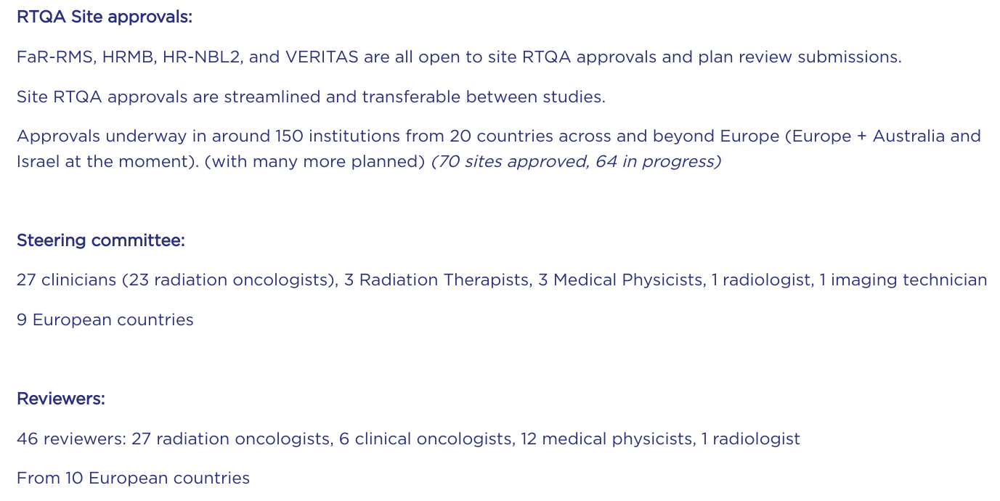 RTQA Site approvals:
FaR-RMS, HRMB, HR-NBL2, and VERITAS are all open to site RTQA approvals and plan review submissions.
Site RTQA approvals are streamlined and transferable between studies.
Approvals underway in around 150 institutions from 20 countries across and beyond Europe (Europe + Australia and
Israel at the moment). (with many more planned) (70 sites approved, 64 in progress)
Steering committee:
27 clinicians (23 radiation oncologists), 3 Radiation Therapists, 3 Medical Physicists, 1 radiologist, 1 imaging technician
9 European countries
Reviewers:
46 reviewers: 27 radiation oncologists, 6 clinical oncologists, 12 medical physicists, 1 radiologist
From 10 European countries